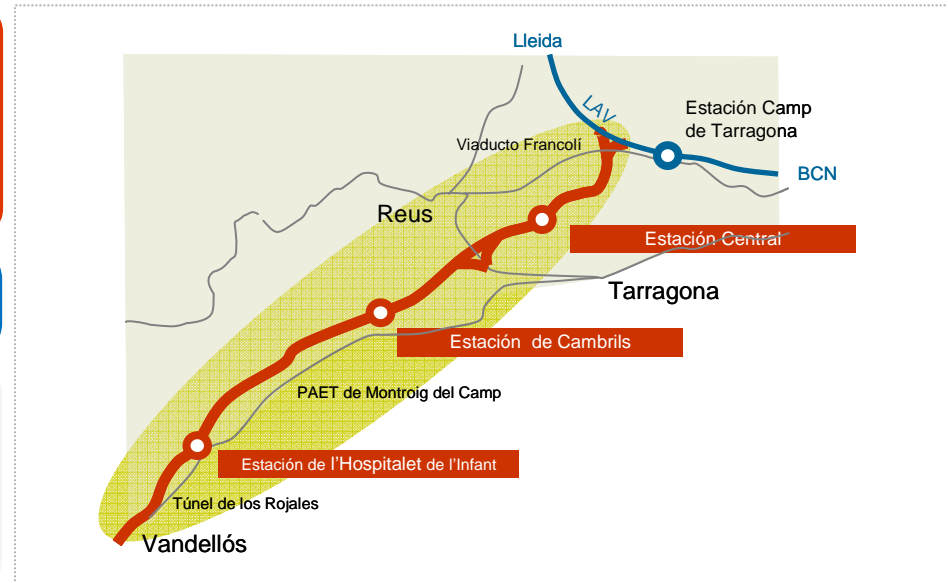 Lleida
LAV
Estación Camp
de Tarragona
Viaducto Francolí
BCN
Reus
Estación Central
Tarragona
Estación de Cambrils
PAET de Montroig del Camp
Estación de l'Hospitalet de l'Infant
Túnel de los Rojales
Vandellós